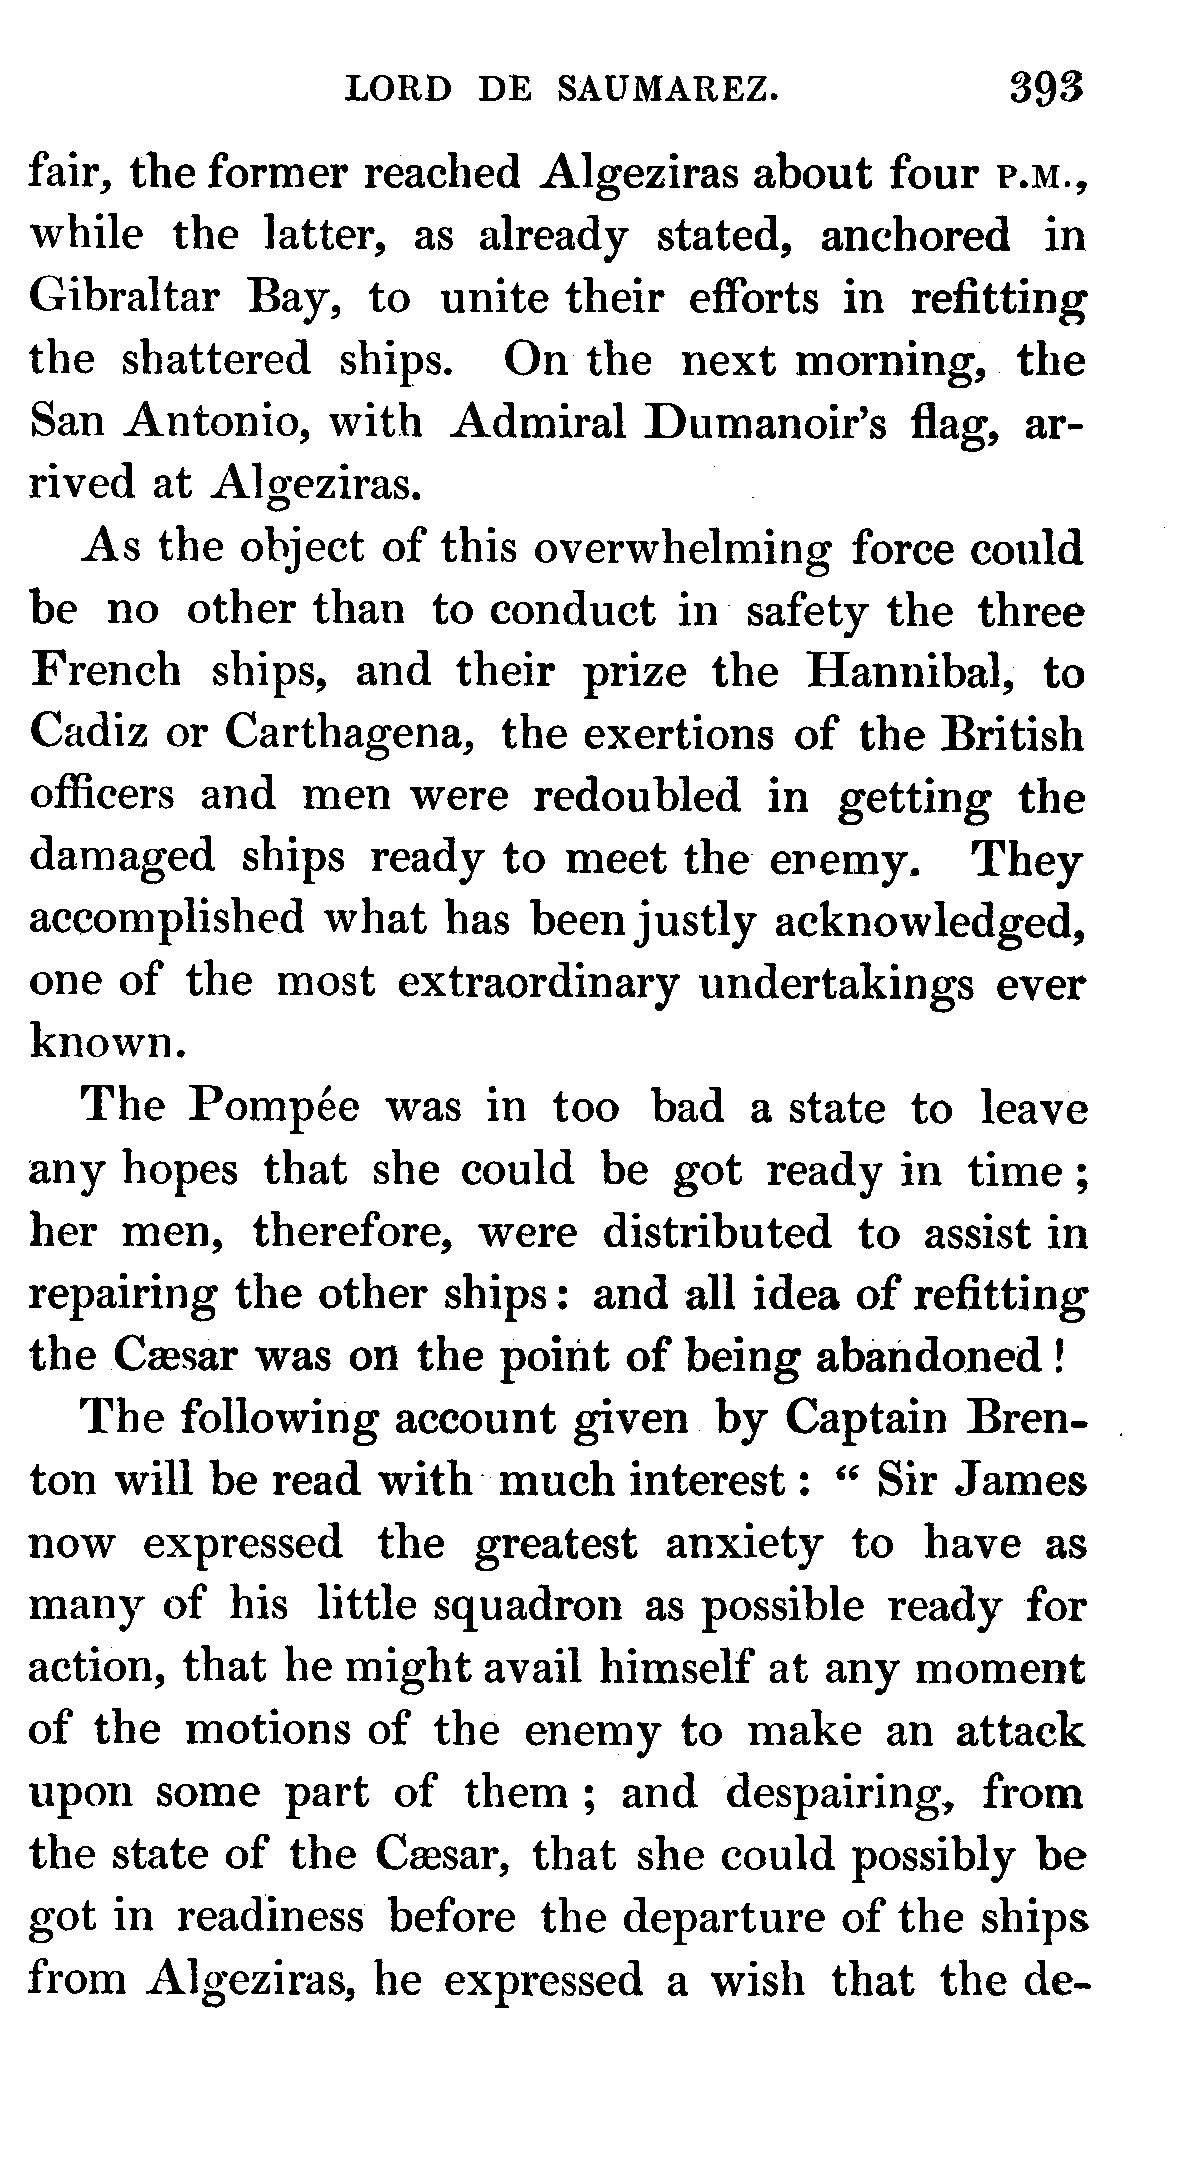 LORD DE SAUMAREZ. 393
fair, the former reached Algeziras about four P.M.,
while the latter, as already stated, anchored in
Gibraltar Bay, to unite their efforts in refitting
the shattered ships. On the next morning, the
San Antonio, with Admiral Dumanoir's flag, ar-
rived at Algeziras.
As the object of this overwhelming force could
be no other than to conduct in safety the three
French ships, and their prize the Hannibal, to
Cadiz or Carthagena, the exertions of the British
officers and men were redoubled in getting the
damaged ships ready to meet the enemy. They
accomplished what has been justly acknowledged,
one of the most extraordinary undertakings ever
known.
The Pompée was in too bad a state to leave
any hopes that she could be got ready in time ;
her men, therefore, were distributed to assist in
repairing the other ships : and all idea of refitting
the Cæsar was on the point of being abandoned !
The following account given by Captain Bren-
ton will be read with much interest : “ Sir James
now expressed the greatest anxiety to have as
many of his little squadron as possible ready for
action, that he might avail himself at any moment
of the motions of the enemy to make an attack
upon some part of them ; and despairing, from
the state of the Cæsar, that she could possibly be
got in readiness before the departure of the ships
from Algeziras, he expressed a wish that the de-